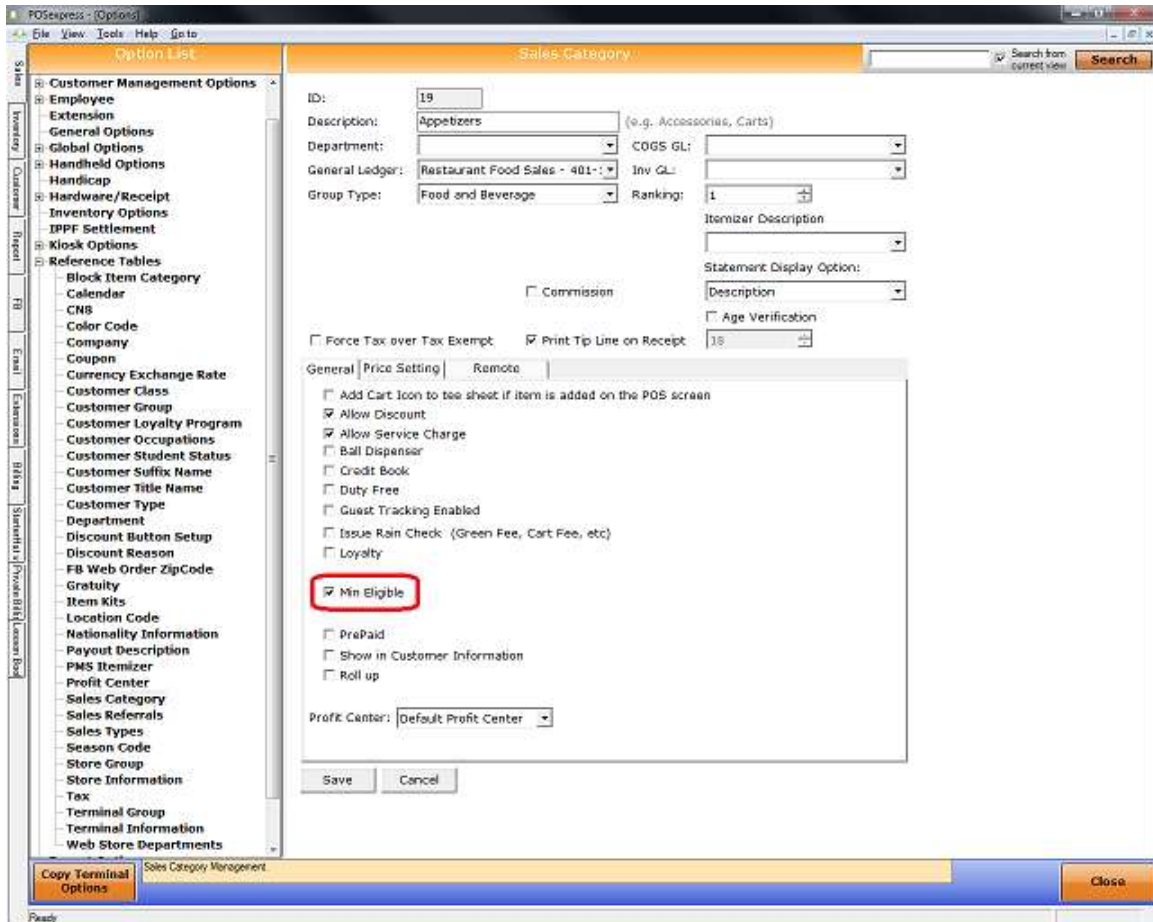 POSexpress - [Options]
File View Tools Help Go to
Option List
Sales Category
Search from current view
Search
Sales
Inventory
Customer
Report
FB
Email
Extensions
Billing
Customer Management Options
Employee
Extension
General Options
Global Options
Handheld Options
Handicap
Hardware/Receipt
Inventory Options
IPPF Settlement
Kiosk Options
Reference Tables
Block Item Category
Calendar
CNB
Color Code
Company
Coupon
Currency Exchange Rate
Customer Class
Customer Group
Customer Loyalty Program
Customer Occupations
Customer Student Status
Customer Suffix Name
Customer Title Name
Customer Type
Department
Discount Button Setup
Discount Reason
FB Web Order ZipCode
Gratuity
Item Kits
Location Code
Nationality Information
Payout Description
PMS Itemizer
Profit Center
Sales Category
Sales Referrals
Sales Types
Season Code
Store Group
Store Information
Tax
Terminal Group
Terminal Information
Web Store Departments
ID: 19
Description: Appetizers (e.g. Accessories, Carts)
Department: COGS GL:
General Ledger: Restaurant Food Sales - 401-: Inv GL:
Group Type: Food and Beverage Ranking: 1
Itemizer Description
Statement Display Option:
Commission Description
Age Verification
Force Tax over Tax Exempt Print Tip Line on Receipt 18
General Price Setting Remote
Add Cart Icon to tee sheet if item is added on the POS screen
Allow Discount
Allow Service Charge
Ball Dispenser
Credit Book
Duty Free
Guest Tracking Enabled
Issue Rain Check (Green Fee, Cart Fee, etc)
Loyalty
Min Eligible
PrePaid
Show in Customer Information
Roll up
Profit Center: Default Profit Center
Save Cancel
Copy Terminal Options
Sales Category Management
Close
Ready